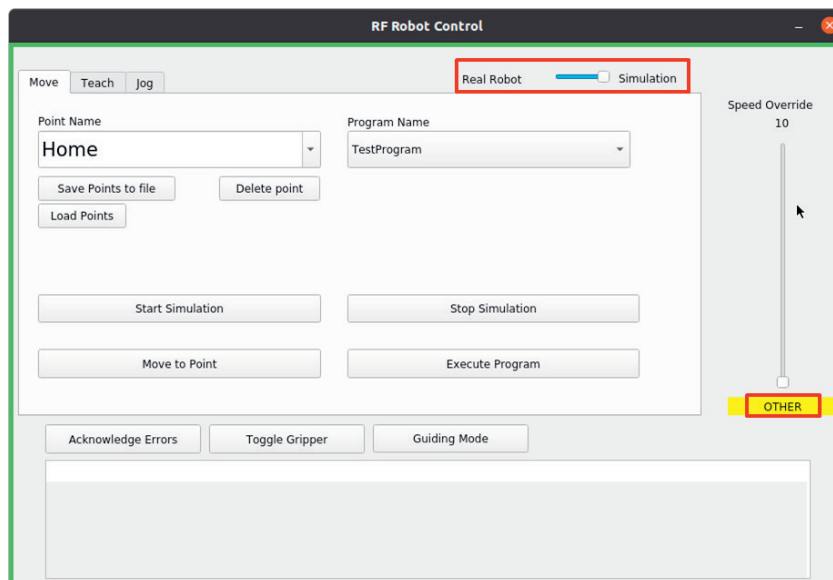 RF Robot Control
Real Robot Simulation
Move Teach Jog
Speed Override
10
Point Name Program Name
Home TestProgram
Save Points to file Delete point
Load Points
Start Simulation Stop Simulation
Move to Point Execute Program
OTHER
Acknowledge Errors Toggle Gripper Guiding Mode